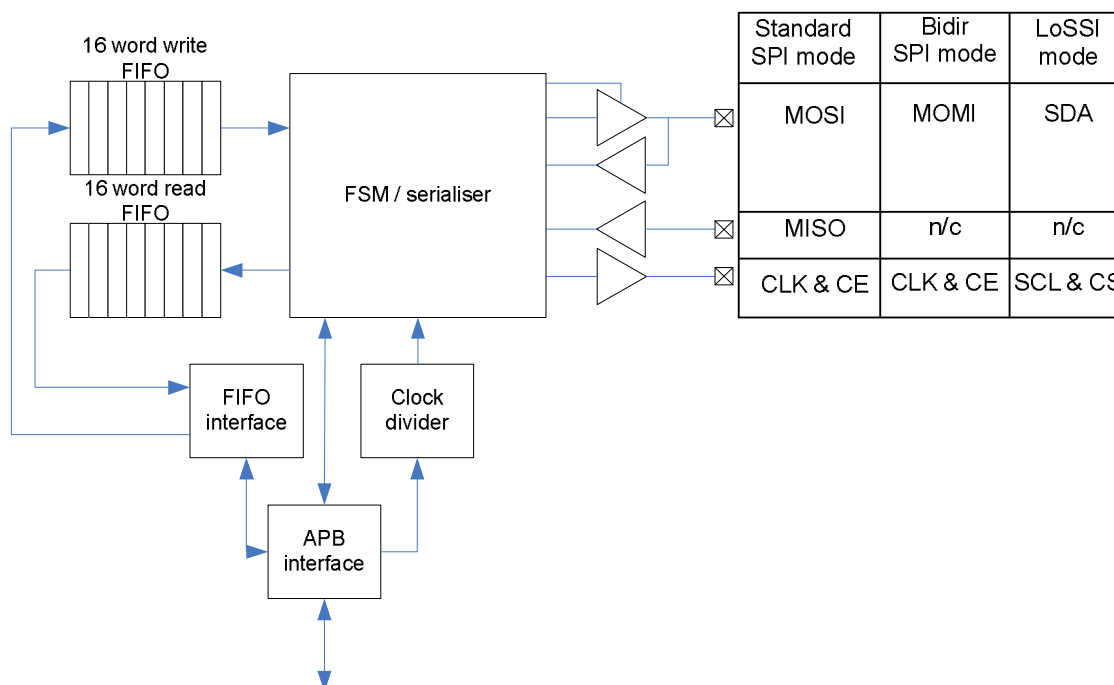 16 word write
FIFO
16 word read
FIFO
FSM / serialiser
FIFO
interface
Clock
divider
APB
interface
Standard
SPI mode
Bidir
SPI mode
LoSSI
mode
MOSI
MOMI
SDA
MISO
n/c
n/c
CLK & CE
CLK & CE
SCL & CS